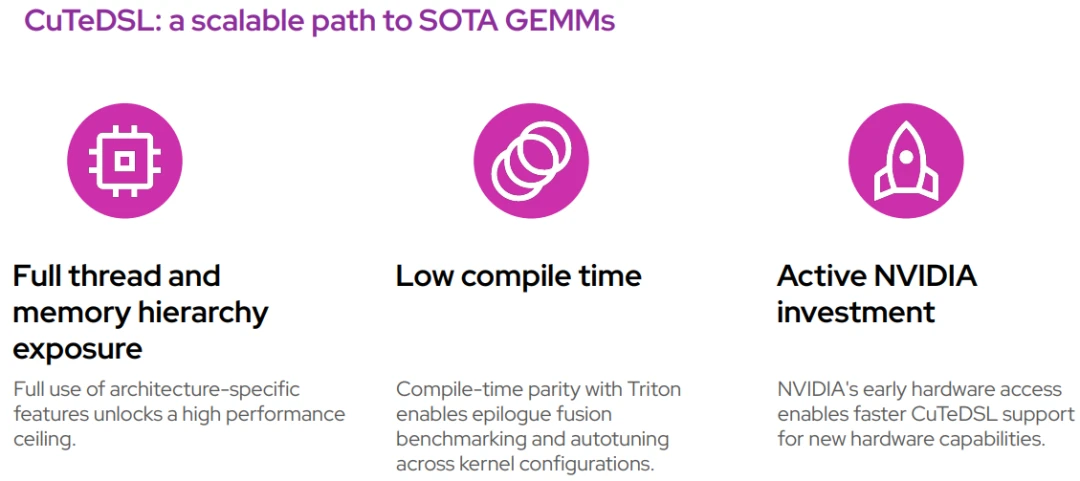 CuTeDSL: a scalable path to SOTA GEMMs
Full thread and
memory hierarchy
exposure
Full use of architecture-specific
features unlocks a high performance
ceiling.
Low compile time
Compile-time parity with Triton
enables epilogue fusion
benchmarking and autotuning
across kernel configurations.
Active NVIDIA
investment
NVIDIA's early hardware access
enables faster CuTeDSL support
for new hardware capabilities.